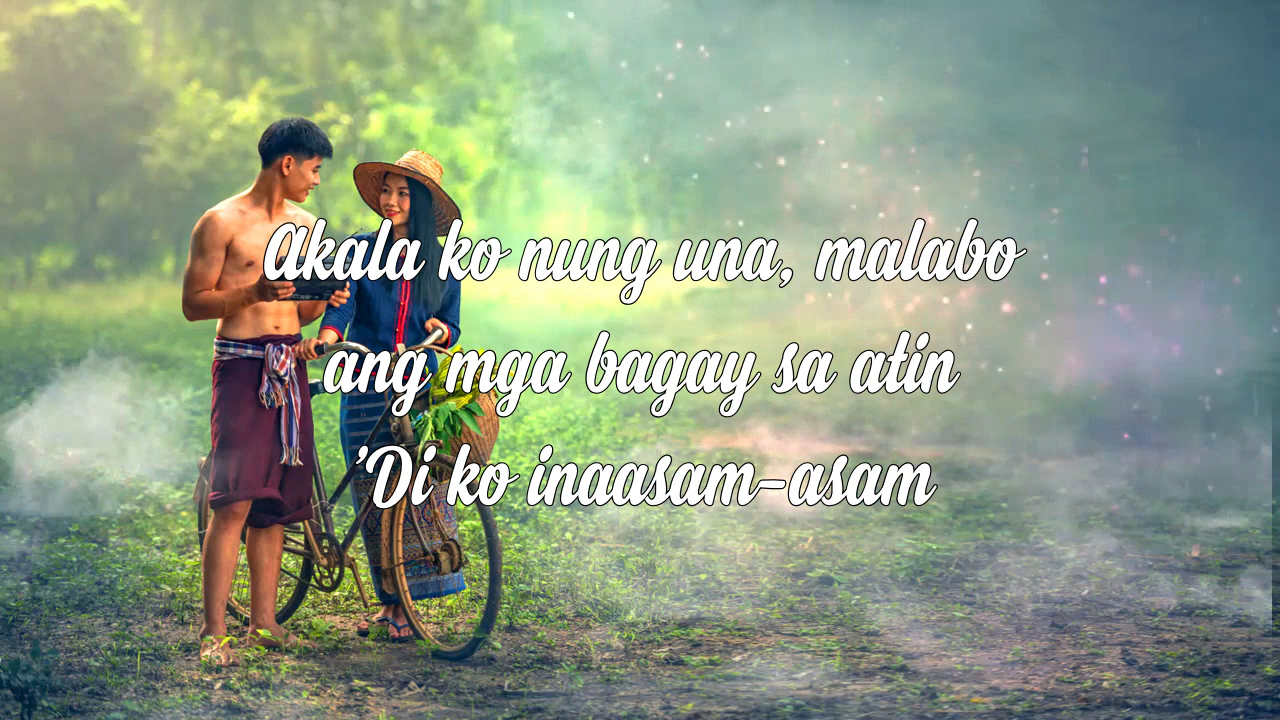 Akala ko nung una, malabo
ang mga bagay sa atin
'Di ko inaasam-asam